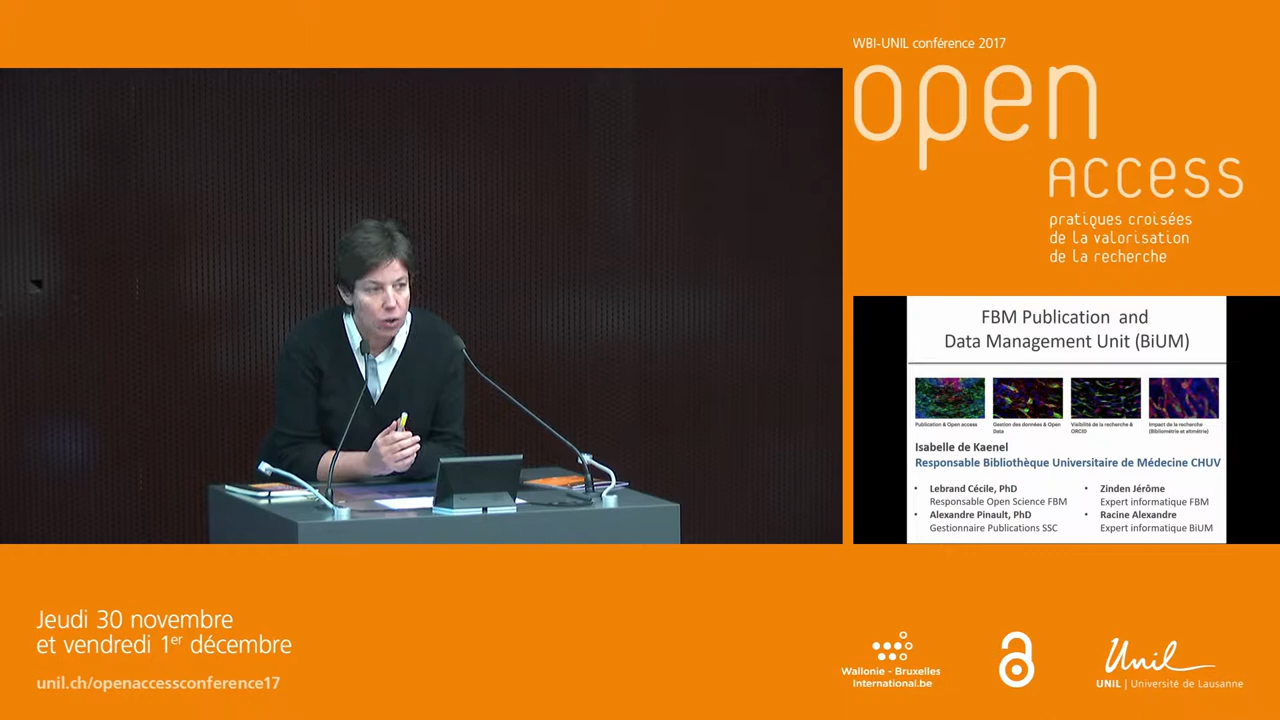 WBI-UNIL conférence 2017
open
access
pratiques croisées
de la valorisation
de la recherche
FBM Publication and
Data Management Unit (BiUM)
Publication & Open access
Gestion des données & Open
Data
Visibilité de la recherche &
ORCID
Impact de la recherche
(Bibliométrie et altmétrie)
Isabelle de Kaenel
Responsable Bibliothèque Universitaire de Médecine CHUV
• Lebrand Cécile, PhD
Responsable Open Science FBM
• Alexandre Pinault, PhD
Gestionnaire Publications SSC
• Zinden Jérôme
Expert informatique FBM
• Racine Alexandre
Expert informatique BiUM
Jeudi 30 novembre
et vendredi 1er décembre
unil.ch/openaccessconference17
Wallonie - Bruxelles
International.be
Unil
UNIL | Université de Lausanne